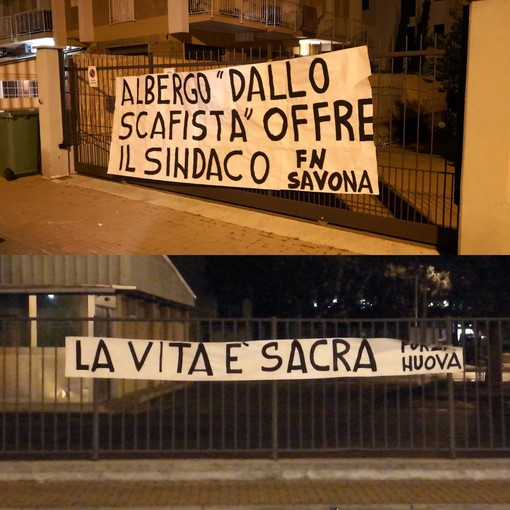 ALBERGO "DALLO
SCAFISTA" OFFRE
IL SINDACO FN
SAVONA
LA VITA È SACRA FORZA
NUOVA